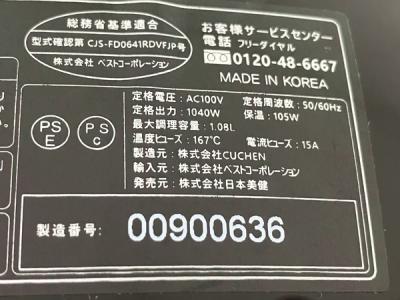 総務省基準適合
型式確認第 CJS-FD0641RDVFJP号
株式会社 ベストコーポレーション
お客様サービスセンター
電話 フリーダイヤル
0120-48-6667
MADE IN KOREA
PS
E
PS
C
定格電圧：AC100V 定格周波数：50/60Hz
定格出力：1040W 保温：105W
最大調理容量：1.08L
温度ヒューズ：167℃ 電流ヒューズ：15A
製造元：株式会社CUCHEN
輸入元：株式会社ベストコーポレーション
発売元：株式会社日本美健
製造番号：00900636